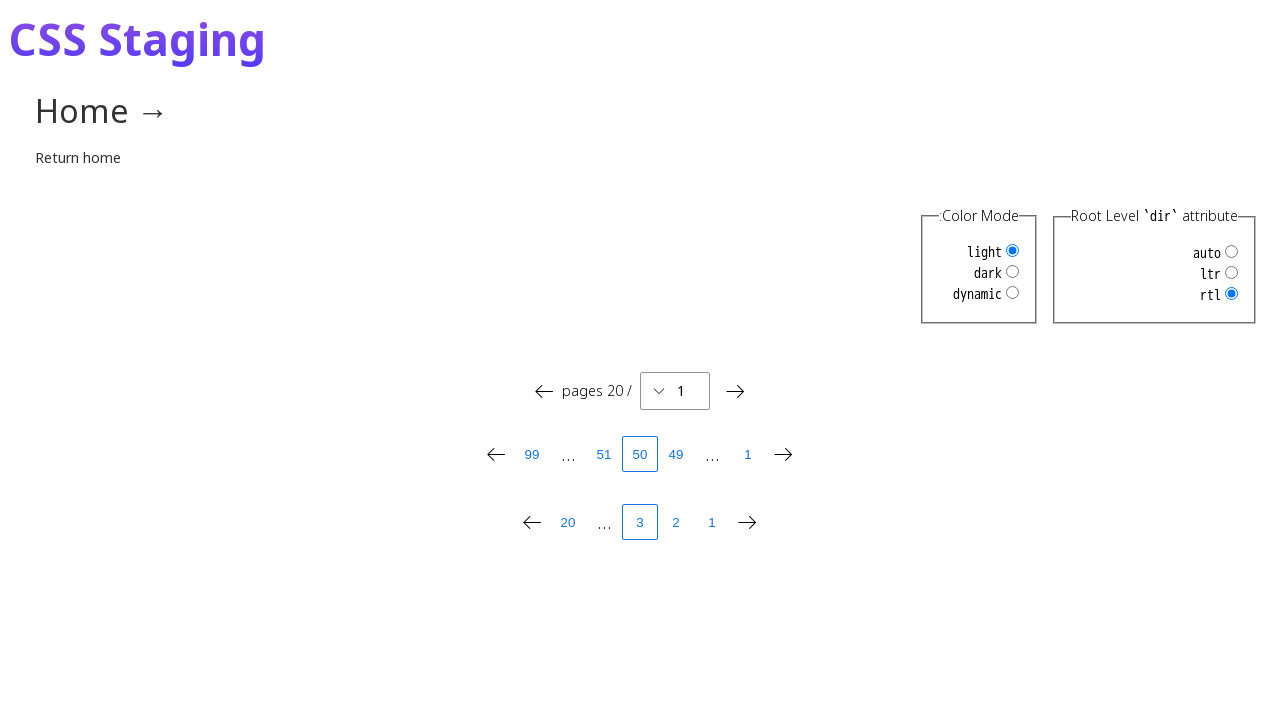 CSS Staging
Home →
Return home
Root Level `dir` attribute
auto
ltr
rtl
:Color Mode
light
dark
dynamic
← pages 20 / 1 →
← 99 ... 51 50 49 ... 1 →
← 20 ... 3 2 1 →